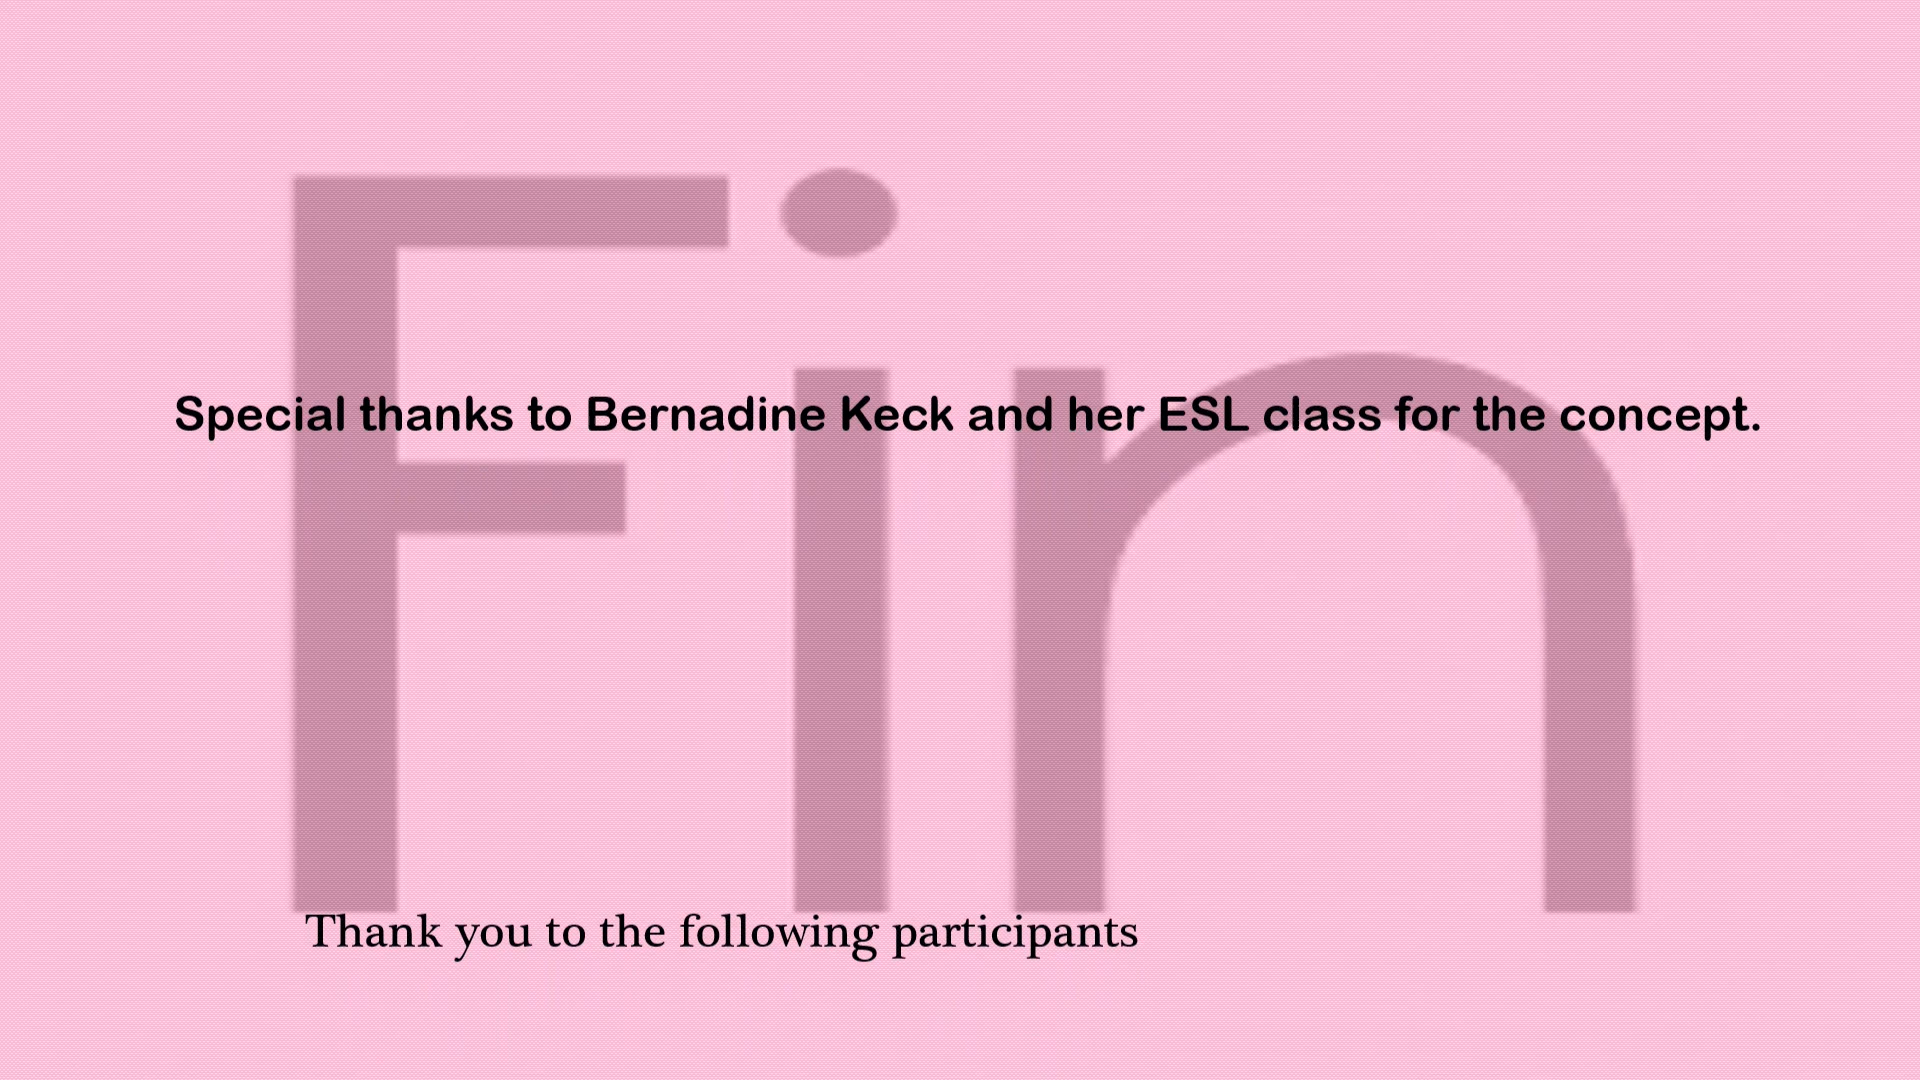 Fin
Special thanks to Bernadine Keck and her ESL class for the concept.
Thank you to the following participants